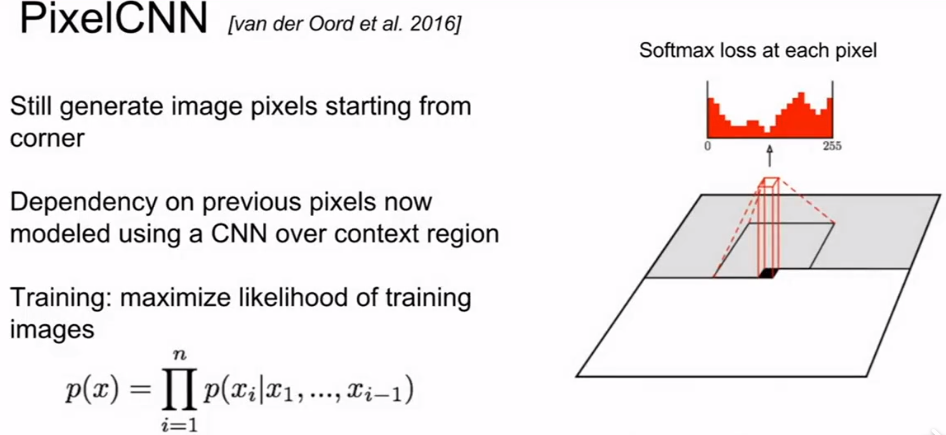 PixelCNN [van der Oord et al. 2016]
Still generate image pixels starting from
corner
Dependency on previous pixels now
modeled using a CNN over context region
Training: maximize likelihood of training
images
p(x) = ∏_{i=1}^{n} p(x_i|x_1, ..., x_{i−1})
Softmax loss at each pixel
0 255